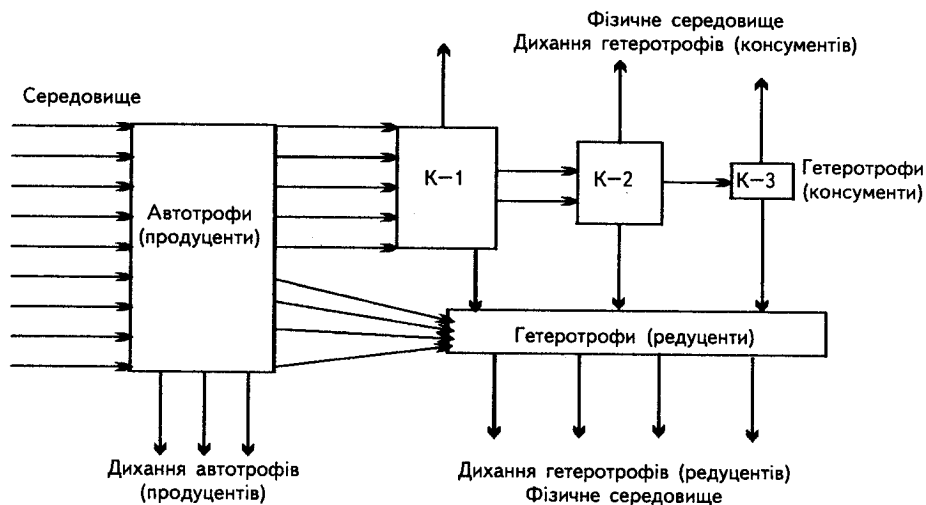 Фізичне середовище
Дихання гетеротрофів (консументів)
Середовище
Автотрофи
(продуценти)
К—1
К—2
К—3
Гетеротрофи
(консументи)
Гетеротрофи (редуценти)
Дихання автотрофів
(продуцентів)
Дихання гетеротрофів (редуцентів)
Фізичне середовище